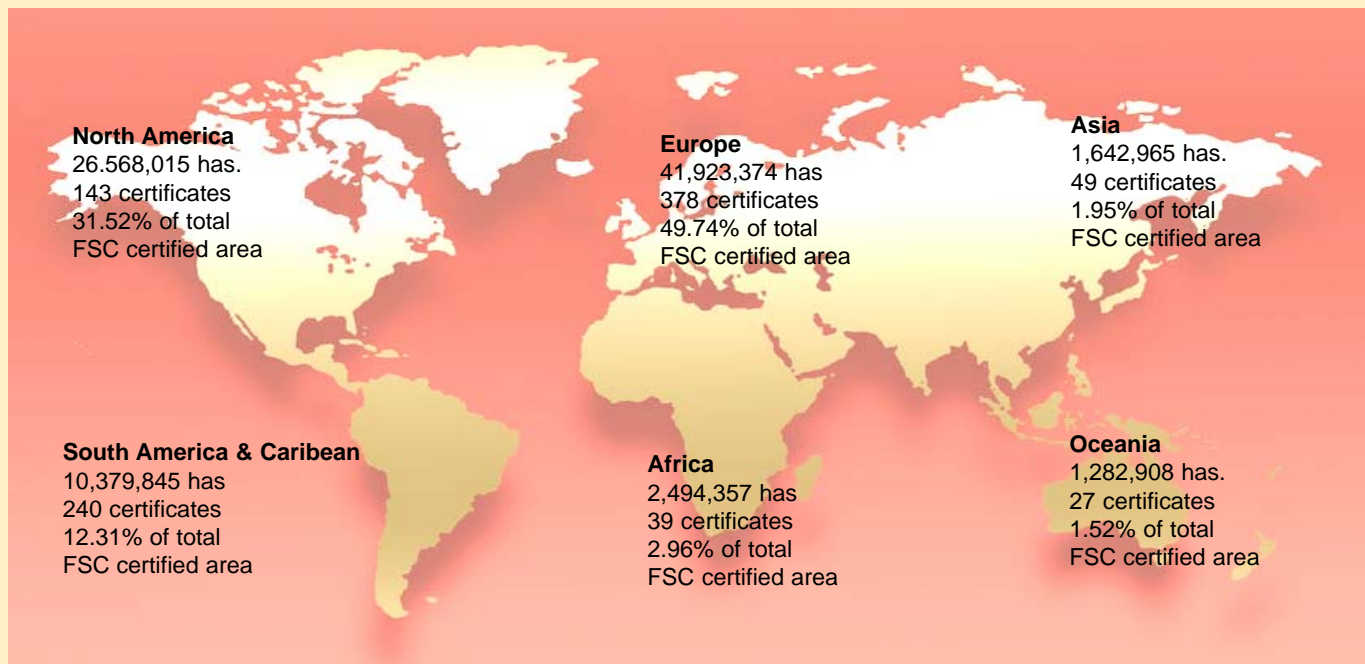 North America
26.568,015 has.
143 certificates
31.52% of total
FSC certified area
Europe
41,923,374 has
378 certificates
49.74% of total
FSC certified area
Asia
1,642,965 has.
49 certificates
1.95% of total
FSC certified area
South America & Caribean
10,379,845 has
240 certificates
12.31% of total
FSC certified area
Africa
2,494,357 has
39 certificates
2.96% of total
FSC certified area
Oceania
1,282,908 has.
27 certificates
1.52% of total
FSC certified area